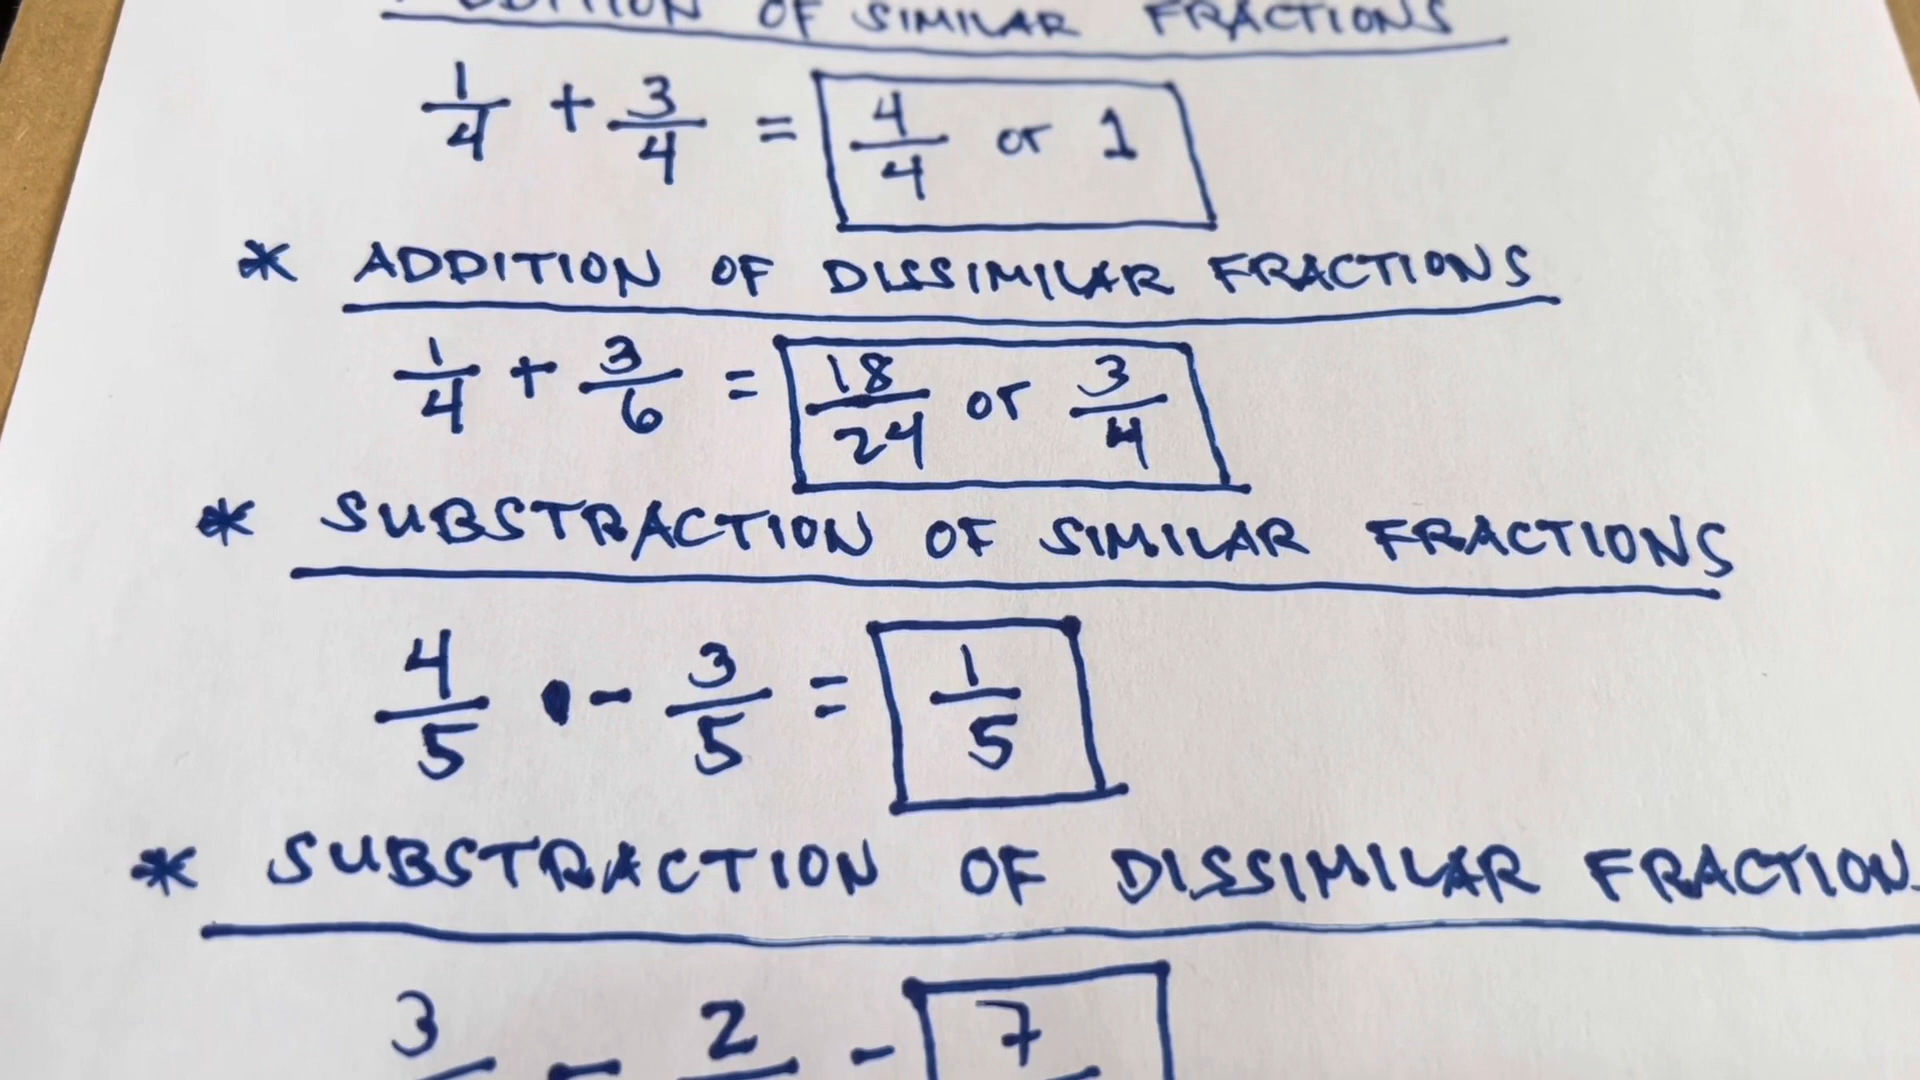 ADDITION OF SIMILAR FRACTIONS
1/4 + 3/4 = 4/4 or 1
* ADDITION OF DISSIMILAR FRACTIONS
1/4 + 3/6 = 18/24 or 3/4
* SUBSTRACTION OF SIMILAR FRACTIONS
4/5 - 3/5 = 1/5
* SUBSTRACTION OF DISSIMILAR FRACTION
3 - 2 - 7